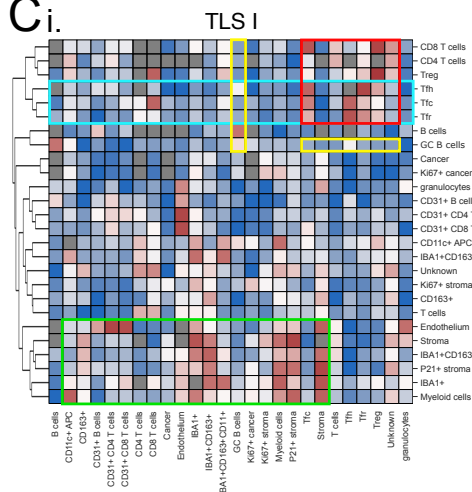 Ci.
TLS I
CD8 T cells
CD4 T cells
Treg
Tfh
Tfc
Tfr
B cells
GC B cells
Cancer
Ki67+ cancer
granulocytes
CD31+ B cell
CD31+ CD4 T
CD31+ CD8 T
CD11c+ APC
IBA1+CD163
Unknown
Ki67+ stroma
CD163+
T cells
Endothelium
Stroma
IBA1+CD163
P21+ stroma
IBA1+
Myeloid cells
B cells
CD11c+ APC
CD163+
CD31+ B cells
CD31+ CD4 T cells
CD31+ CD8 T cells
CD4 T cells
CD8 T cells
Cancer
Endothelium
IBA1+
IBA1+CD163+
BA1+CD163+CD11+
GC B cells
Ki67+ cancer
Ki67+ stroma
Myeloid cells
P21+ stroma
Tfc
Stroma
T cells
Tfh
Tfr
Treg
Unknown
granulocytes